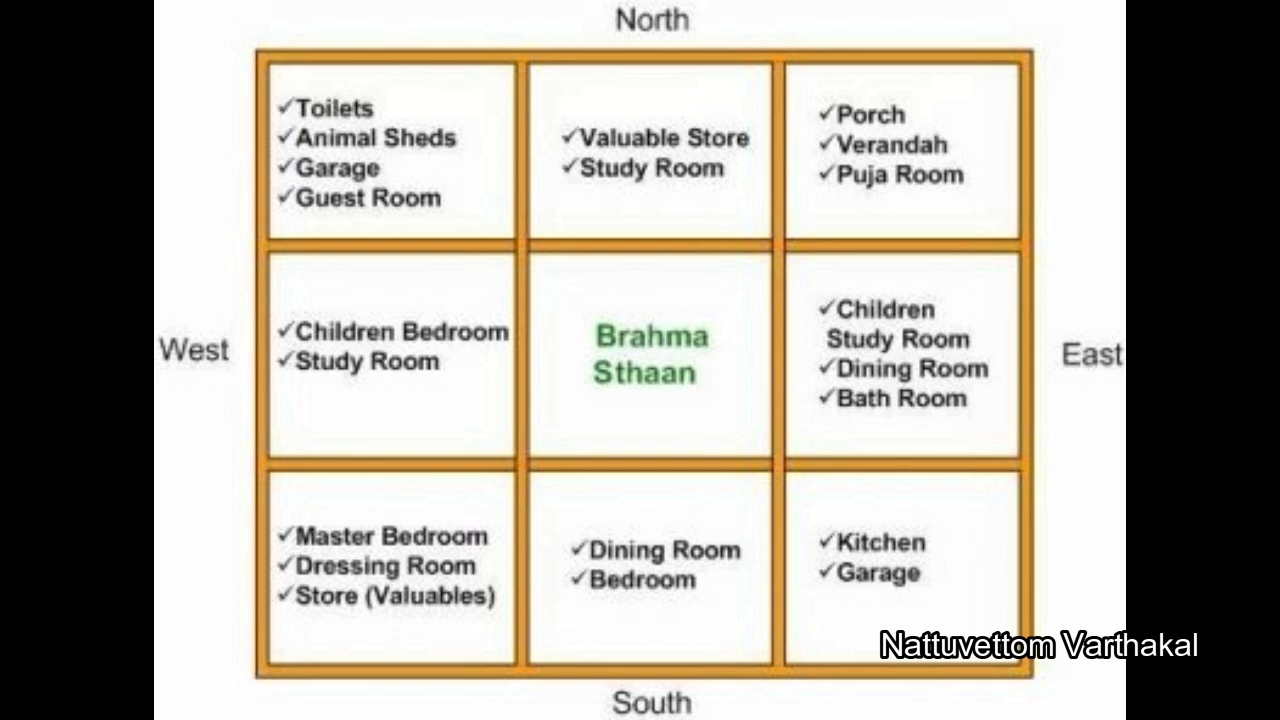 North
✓Toilets
✓Animal Sheds
✓Garage
✓Guest Room
✓Valuable Store
✓Study Room
✓Porch
✓Verandah
✓Puja Room
West
✓Children Bedroom
✓Study Room
Brahma
Sthaan
✓Children
Study Room
✓Dining Room
✓Bath Room
East
✓Master Bedroom
✓Dressing Room
✓Store (Valuables)
✓Dining Room
✓Bedroom
✓Kitchen
✓Garage
Nattuvettom Varthakal
South